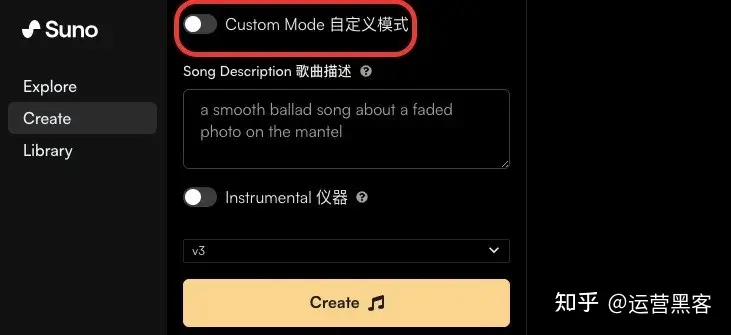 Suno
Explore
Create
Library
Custom Mode 自定义模式
Song Description 歌曲描述 ?
a smooth ballad song about a faded
photo on the mantel
Instrumental 仪器 ?
v3
Create
知乎 @运营黑客